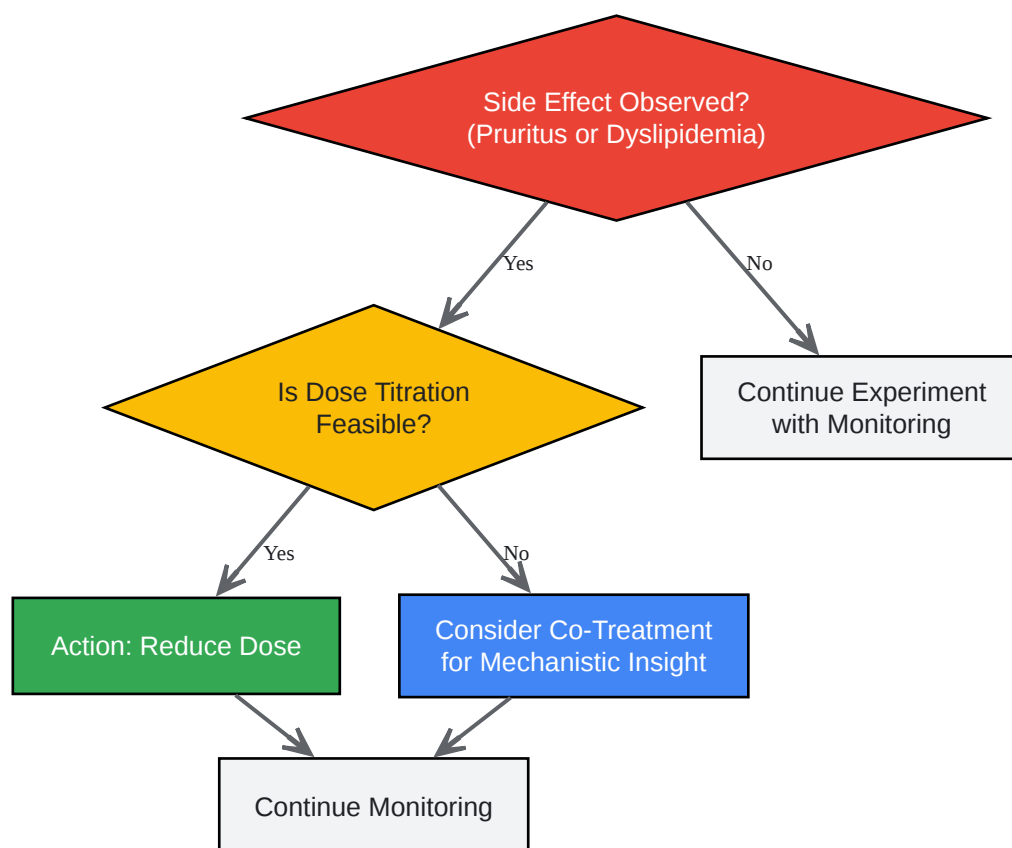 Side Effect Observed?
(Pruritus or Dyslipidemia)
Yes
No
Is Dose Titration
Feasible?
Continue Experiment
with Monitoring
Yes
No
Action: Reduce Dose
Consider Co-Treatment
for Mechanistic Insight
Continue Monitoring